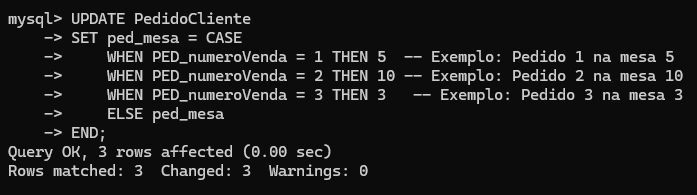 mysql> UPDATE PedidoCliente
    -> SET ped_mesa = CASE
    ->     WHEN PED_numeroVenda = 1 THEN 5  -- Exemplo: Pedido 1 na mesa 5
    ->     WHEN PED_numeroVenda = 2 THEN 10 -- Exemplo: Pedido 2 na mesa 10
    ->     WHEN PED_numeroVenda = 3 THEN 3   -- Exemplo: Pedido 3 na mesa 3
    ->     ELSE ped_mesa
    -> END;
Query OK, 3 rows affected (0.00 sec)
Rows matched: 3  Changed: 3  Warnings: 0